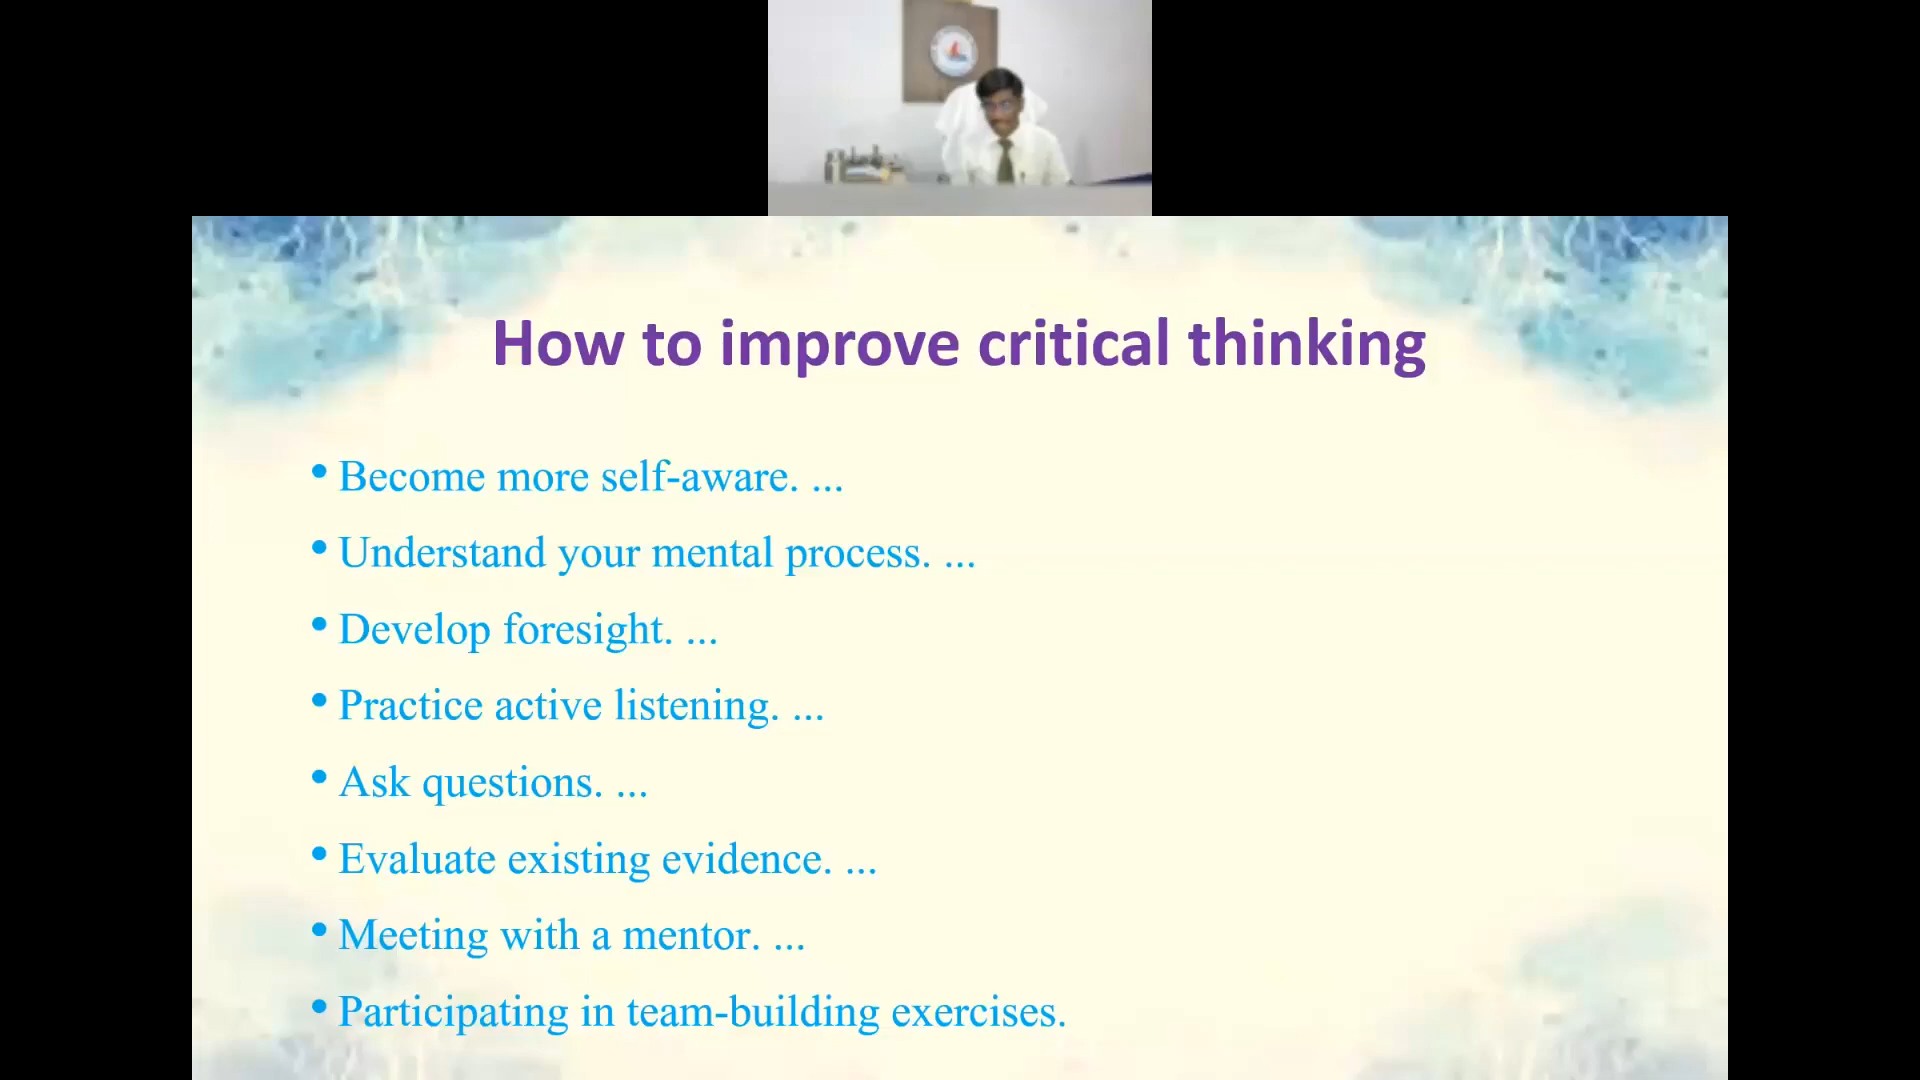 How to improve critical thinking
• Become more self-aware. ...
• Understand your mental process. ...
• Develop foresight. ...
• Practice active listening. ...
• Ask questions. ...
• Evaluate existing evidence. ...
• Meeting with a mentor. ...
• Participating in team-building exercises.